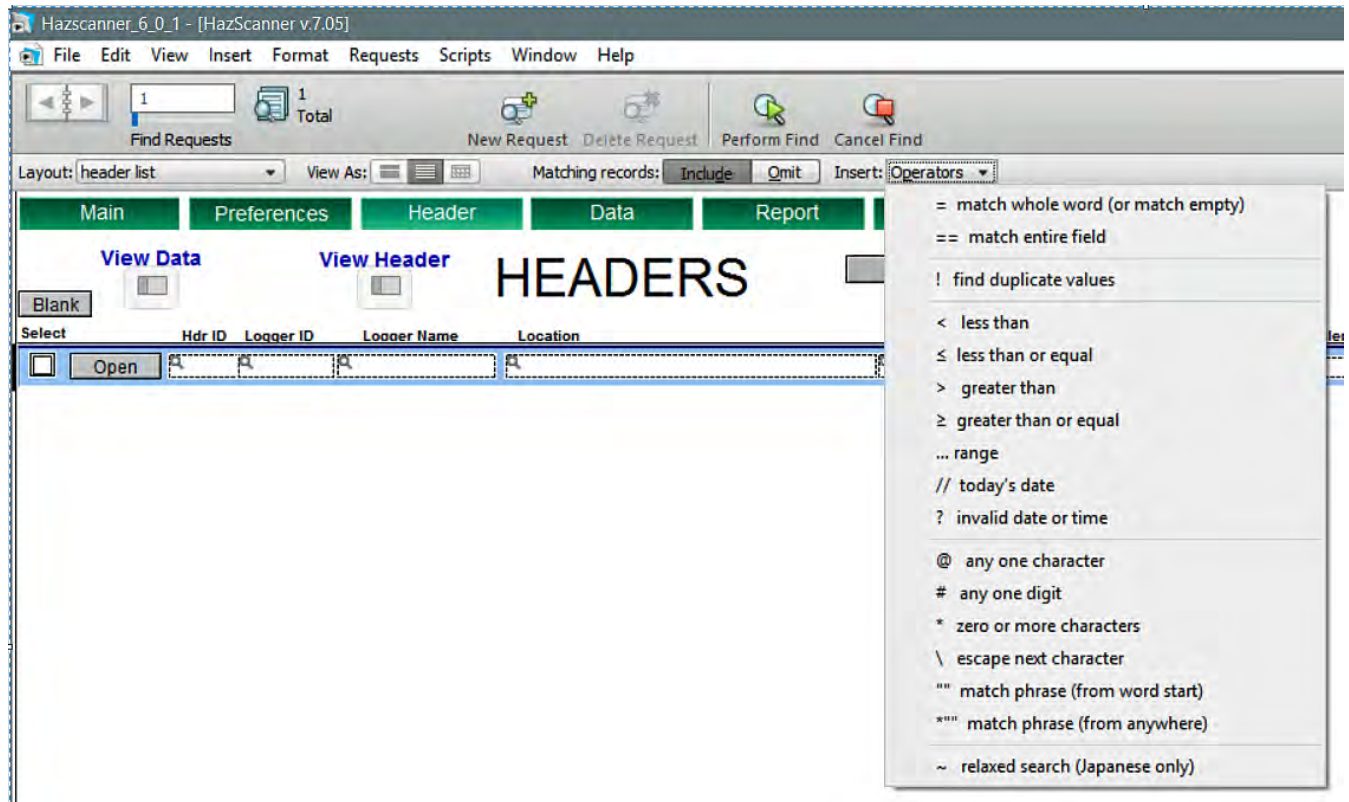 Hazscanner_6_0_1 - [HazScanner v.7.05]
File Edit View Insert Format Requests Scripts Window Help
1
1
Total
Find Requests
New Request Delete Request Perform Find Cancel Find
Layout: header list View As: Matching records: Include Omit Insert: Operators
Main Preferences Header Data Report
View Data View Header HEADERS
Blank
Select Hdr ID Logger ID Logger Name Location
Open
= match whole word (or match empty)
== match entire field
! find duplicate values
< less than
≤ less than or equal
> greater than
≥ greater than or equal
... range
// today's date
? invalid date or time
@ any one character
# any one digit
* zero or more characters
\ escape next character
"" match phrase (from word start)
*"" match phrase (from anywhere)
~ relaxed search (Japanese only)